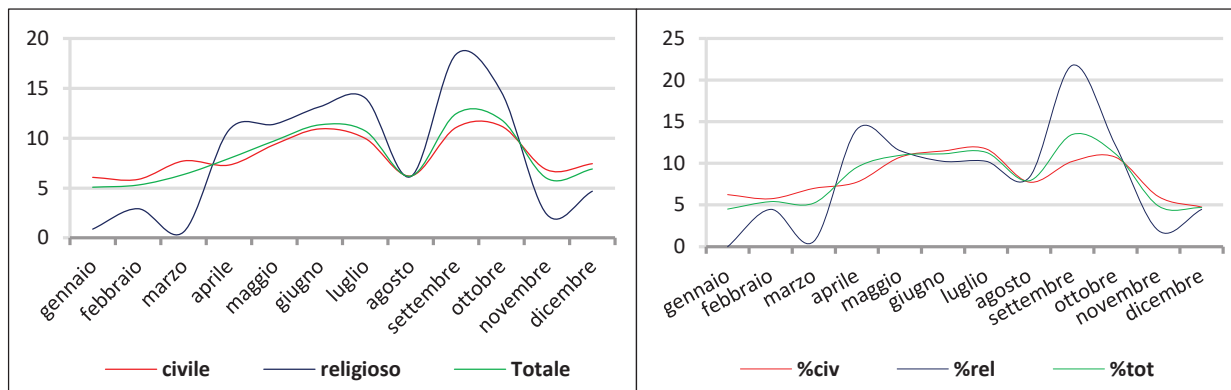 20
15
10
5
0
gennaio
febbraio
marzo
aprile
maggio
giugno
luglio
agosto
settembre
ottobre
novembre
dicembre
civile religioso Totale
25
20
15
10
5
0
gennaio
febbraio
marzo
aprile
maggio
giugno
luglio
agosto
settembre
ottobre
novembre
dicembre
%civ %rel %tot